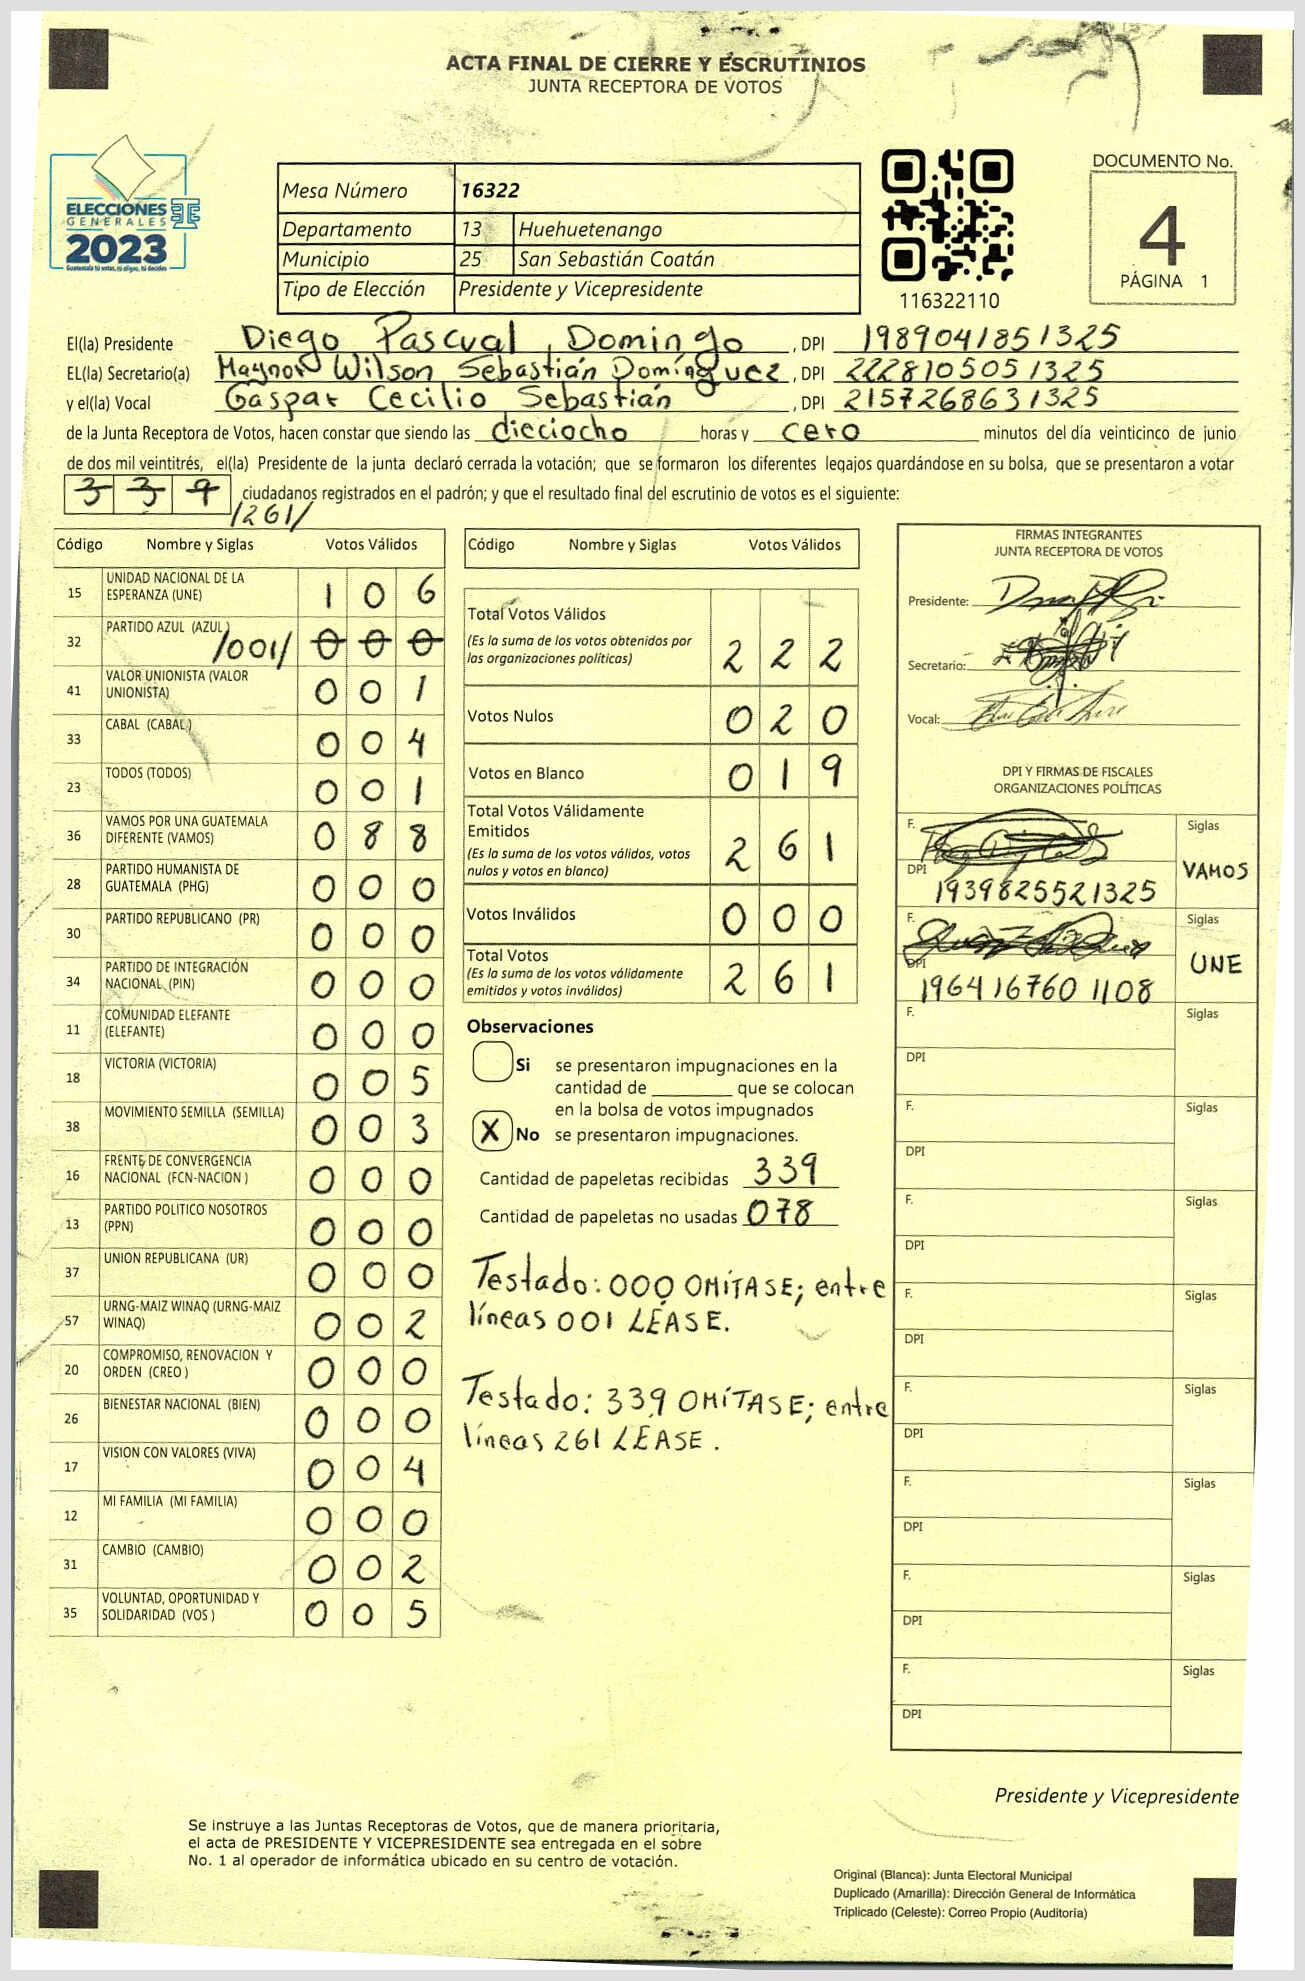 ACTA FINAL DE CIERRE Y ESCRUTINIOS
JUNTA RECEPTORA DE VOTOS
ELECCIONES
GENERALES
2023
Guatemala tú votas, tú eliges, tú decides
Mesa Número 16322
Departamento 13 Huehuetenango
Municipio 25 San Sebastián Coatán
Tipo de Elección Presidente y Vicepresidente
116322110
DOCUMENTO No.
4
PÁGINA 1
El(la) Presidente Diego Pascual Domingo, DPI 1989041851325
EL(la) Secretario(a) Maynor Wilson Sebastián Domínguez, DPI 2228105051325
y el(la) Vocal Gaspar Cecilio Sebastián, DPI 2157268631325
de la Junta Receptora de Votos, hacen constar que siendo las dieciocho horas y cero minutos del día veinticinco de junio
de dos mil veintitrés, el(la) Presidente de la junta declaró cerrada la votación; que se formaron los diferentes legajos guardándose en su bolsa, que se presentaron a votar
339 ciudadanos registrados en el padrón; y que el resultado final del escrutinio de votos es el siguiente:
/261/
Código Nombre y Siglas Votos Válidos
15 UNIDAD NACIONAL DE LA ESPERANZA (UNE) 1 0 6
32 PARTIDO AZUL (AZUL) /001/ 0 0 0
41 VALOR UNIONISTA (VALOR UNIONISTA) 0 0 1
33 CABAL (CABAL) 0 0 4
23 TODOS (TODOS) 0 0 1
36 VAMOS POR UNA GUATEMALA DIFERENTE (VAMOS) 0 8 8
28 PARTIDO HUMANISTA DE GUATEMALA (PHG) 0 0 0
30 PARTIDO REPUBLICANO (PR) 0 0 0
34 PARTIDO DE INTEGRACIÓN NACIONAL (PIN) 0 0 0
11 COMUNIDAD ELEFANTE (ELEFANTE) 0 0 0
18 VICTORIA (VICTORIA) 0 0 5
38 MOVIMIENTO SEMILLA (SEMILLA) 0 0 3
16 FRENTE DE CONVERGENCIA NACIONAL (FCN-NACION ) 0 0 0
13 PARTIDO POLITICO NOSOTROS (PPN) 0 0 0
37 UNION REPUBLICANA (UR) 0 0 0
57 URNG-MAIZ WINAQ (URNG-MAIZ WINAQ) 0 0 2
20 COMPROMISO, RENOVACION Y ORDEN (CREO ) 0 0 0
26 BIENESTAR NACIONAL (BIEN) 0 0 0
17 VISION CON VALORES (VIVA) 0 0 4
12 MI FAMILIA (MI FAMILIA) 0 0 0
31 CAMBIO (CAMBIO) 0 0 2
35 VOLUNTAD, OPORTUNIDAD Y SOLIDARIDAD (VOS ) 0 0 5
Código Nombre y Siglas Votos Válidos
Total Votos Válidos
(Es la suma de los votos obtenidos por
las organizaciones políticas) 2 2 2
Votos Nulos 0 2 0
Votos en Blanco 0 1 9
Total Votos Válidamente
Emitidos
(Es la suma de los votos válidos, votos
nulos y votos en blanco) 2 6 1
Votos Inválidos 0 0 0
Total Votos
(Es la suma de los votos válidamente
emitidos y votos inválidos) 2 6 1
Observaciones
Si se presentaron impugnaciones en la
cantidad de ________ que se colocan
en la bolsa de votos impugnados
X No se presentaron impugnaciones.
Cantidad de papeletas recibidas 339
Cantidad de papeletas no usadas 078
Testado: 000 OMÍTASE; entre
líneas 001 LÉASE.
Testado: 339 OMÍTASE; entre
líneas 261 LÉASE.
FIRMAS INTEGRANTES
JUNTA RECEPTORA DE VOTOS
Presidente:
Secretario:
Vocal:
DPI Y FIRMAS DE FISCALES
ORGANIZACIONES POLÍTICAS
F. Siglas
VAMOS
DPI 1939825521325
F. Siglas
UNE
DPI 1964167601108
F. Siglas
DPI
F. Siglas
DPI
F. Siglas
DPI
F. Siglas
DPI
F. Siglas
DPI
F. Siglas
DPI
F. Siglas
DPI
F. Siglas
DPI
Presidente y Vicepresidente
Se instruye a las Juntas Receptoras de Votos, que de manera prioritaria,
el acta de PRESIDENTE Y VICEPRESIDENTE sea entregada en el sobre
No. 1 al operador de informática ubicado en su centro de votación.
Original (Blanca): Junta Electoral Municipal
Duplicado (Amarilla): Dirección General de Informática
Triplicado (Celeste): Correo Propio (Auditoría)